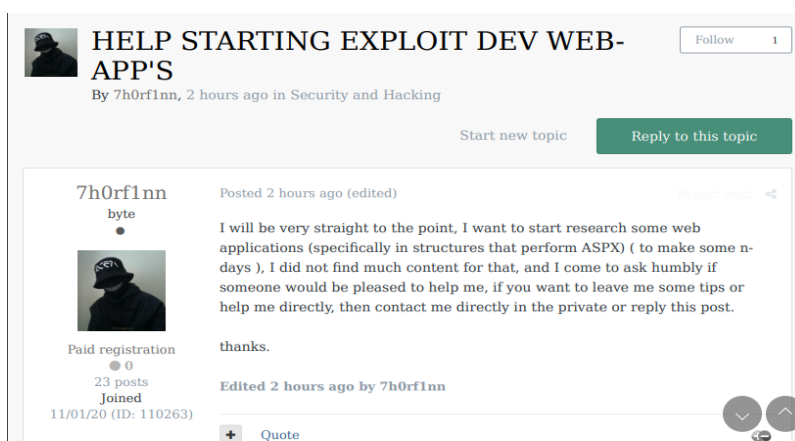 HELP STARTING EXPLOIT DEV WEB-
APP'S
Follow 1
By 7h0rf1nn, 2 hours ago in Security and Hacking
Start new topic
Reply to this topic
7h0rf1nn
byte
Paid registration
0
23 posts
Joined
11/01/20 (ID: 110263)
Posted 2 hours ago (edited)
Report post
I will be very straight to the point, I want to start research some web
applications (specifically in structures that perform ASPX) ( to make some n-
days ), I did not find much content for that, and I come to ask humbly if
someone would be pleased to help me, if you want to leave me some tips or
help me directly, then contact me directly in the private or reply this post.
thanks.
Edited 2 hours ago by 7h0rf1nn
+ Quote